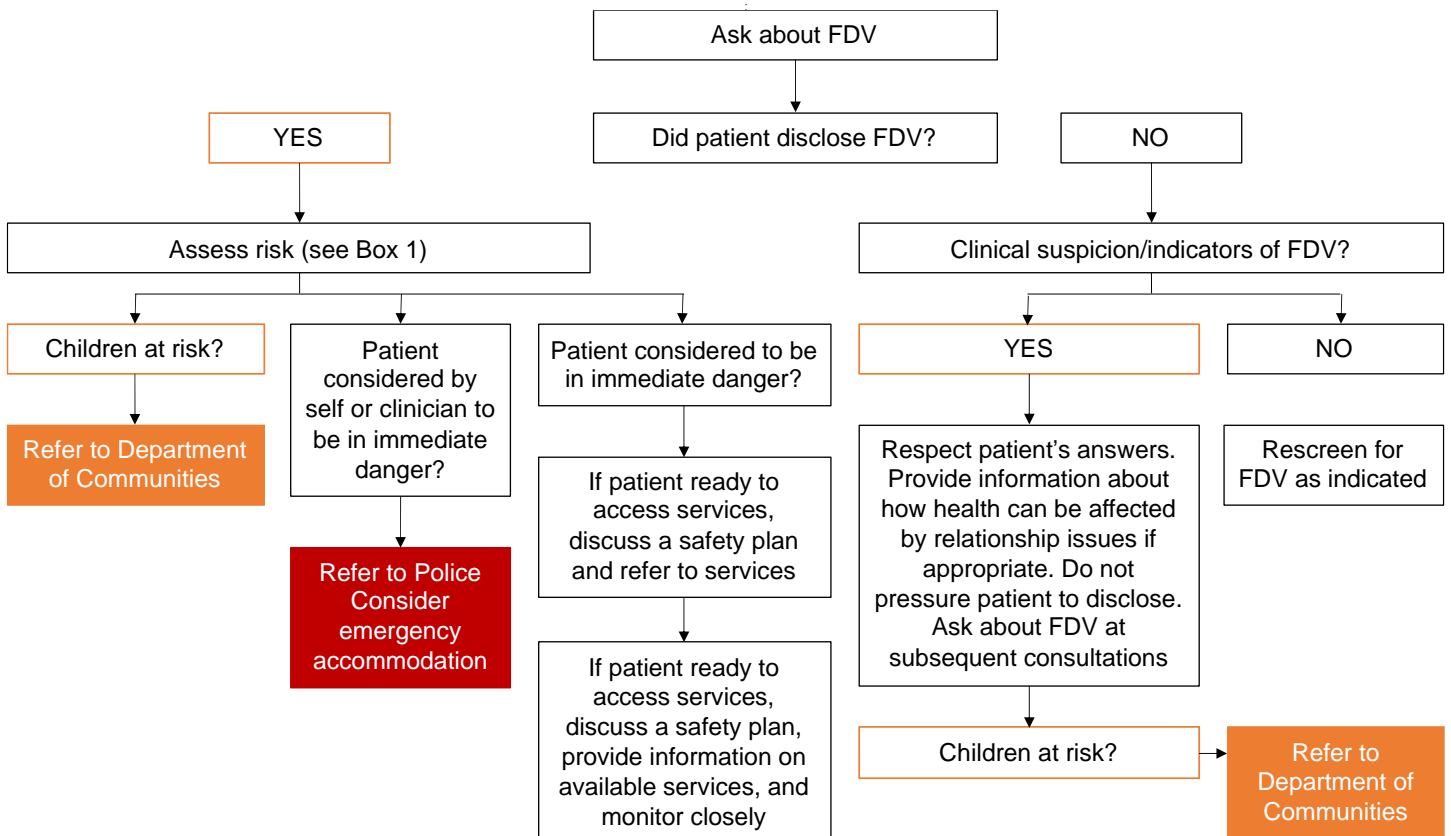 Ask about FDV
YES
Did patient disclose FDV?
NO
Assess risk (see Box 1)
Clinical suspicion/indicators of FDV?
Children at risk?
Refer to Department
of Communities
Patient
considered by
self or clinician to
be in immediate
danger?
Refer to Police
Consider
emergency
accommodation
Patient considered to be
in immediate danger?
If patient ready to
access services,
discuss a safety plan
and refer to services
If patient ready to
access services,
discuss a safety plan,
provide information on
available services, and
monitor closely
YES
Respect patient’s answers.
Provide information about
how health can be affected
by relationship issues if
appropriate. Do not
pressure patient to disclose.
Ask about FDV at
subsequent consultations
Children at risk?
Refer to
Department of
Communities
NO
Rescreen for
FDV as indicated